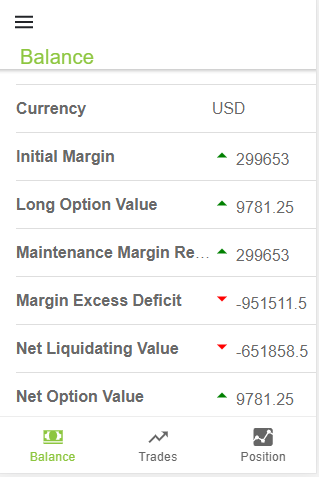 Balance
Currency USD
Initial Margin 299653
Long Option Value 9781.25
Maintenance Margin Re... 299653
Margin Excess Deficit -951511.5
Net Liquidating Value -651858.5
Net Option Value 9781.25
Balance Trades Position